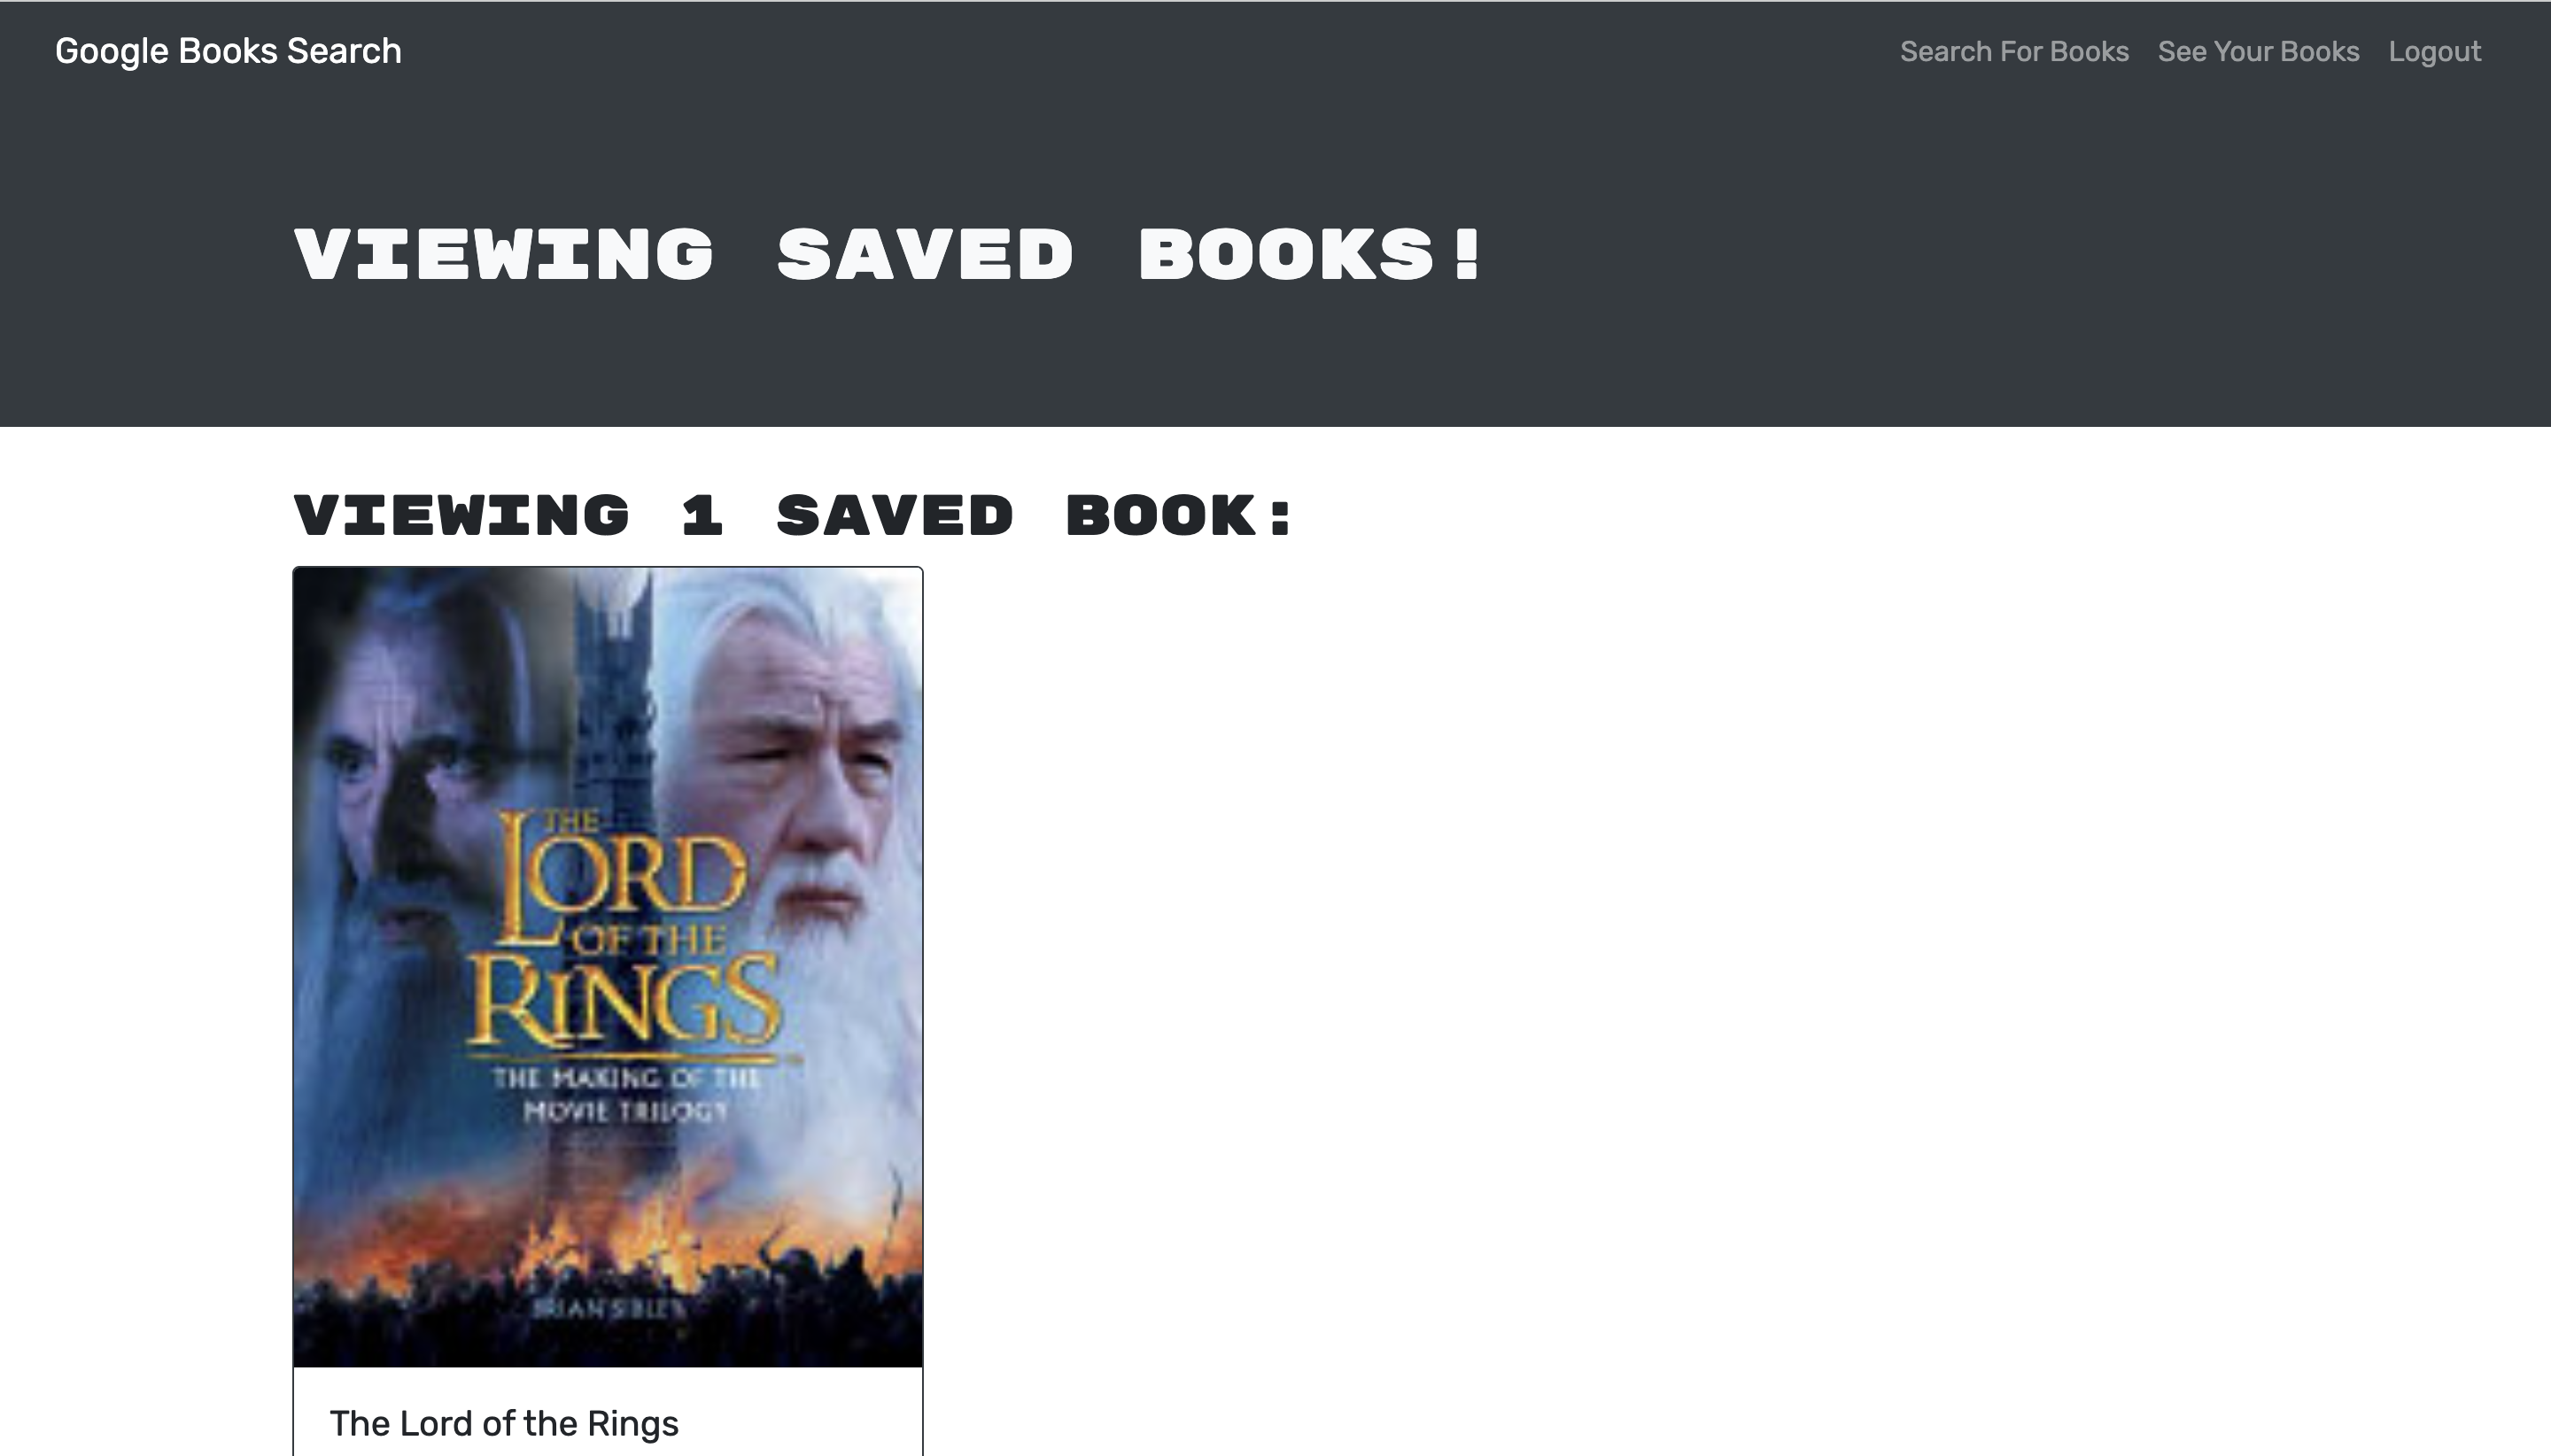 Google Books Search
Search For Books See Your Books Logout
VIEWING SAVED BOOKS!
VIEWING 1 SAVED BOOK:
THE
LORD
OF THE
RINGS
THE MAKING OF THE
MOVIE TRILOGY
BRIAN SIBLEY
The Lord of the Rings